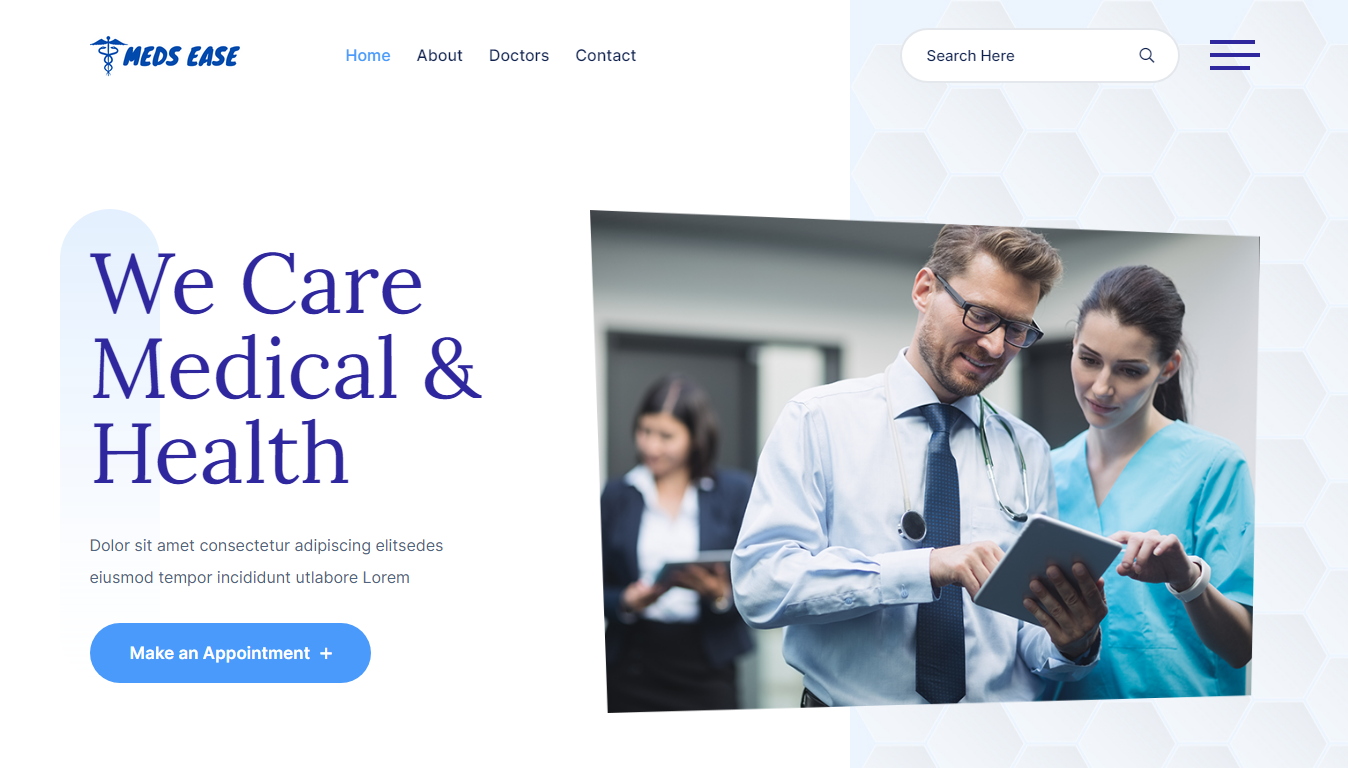 MEDS EASE
Home About Doctors Contact
Search Here
We Care
Medical &
Health
Dolor sit amet consectetur adipiscing elitsedes
eiusmod tempor incididunt utlabore Lorem
Make an Appointment +